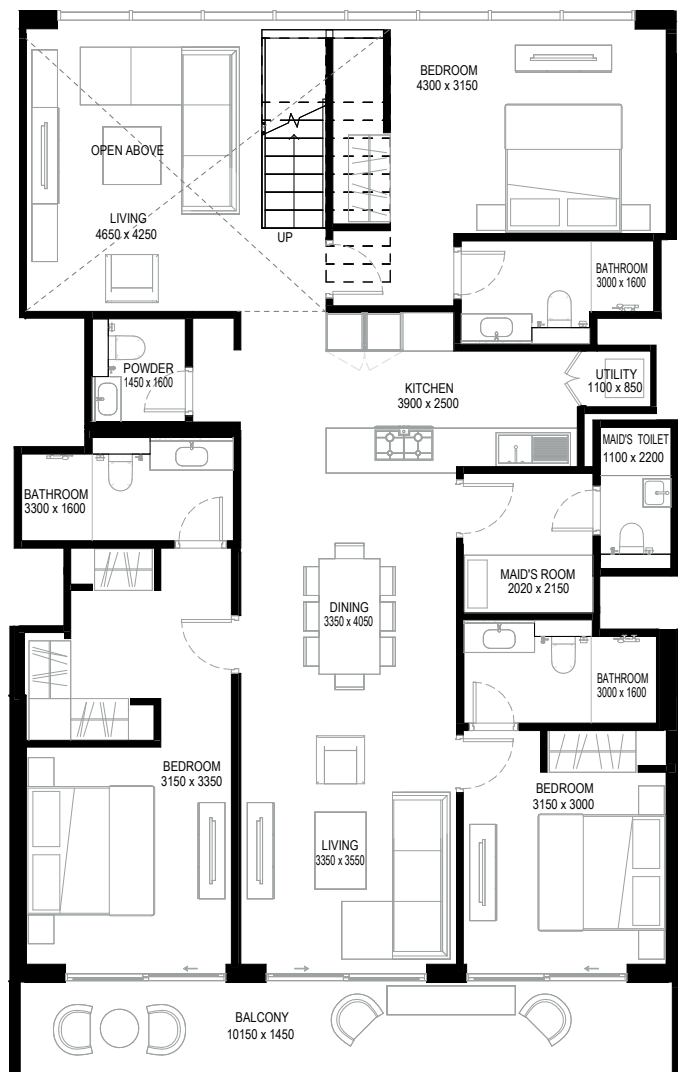 BEDROOM
4300 x 3150
OPEN ABOVE
LIVING
4650 x 4250
UP
BATHROOM
3000 x 1600
POWDER
1450 x 1600
KITCHEN
3900 x 2500
UTILITY
1100 x 850
MAID'S TOILET
1100 x 2200
BATHROOM
3300 x 1600
MAID'S ROOM
2020 x 2150
DINING
3350 x 4050
BATHROOM
3000 x 1600
BEDROOM
3150 x 3350
BEDROOM
3150 x 3000
LIVING
3350 x 3550
BALCONY
10150 x 1450